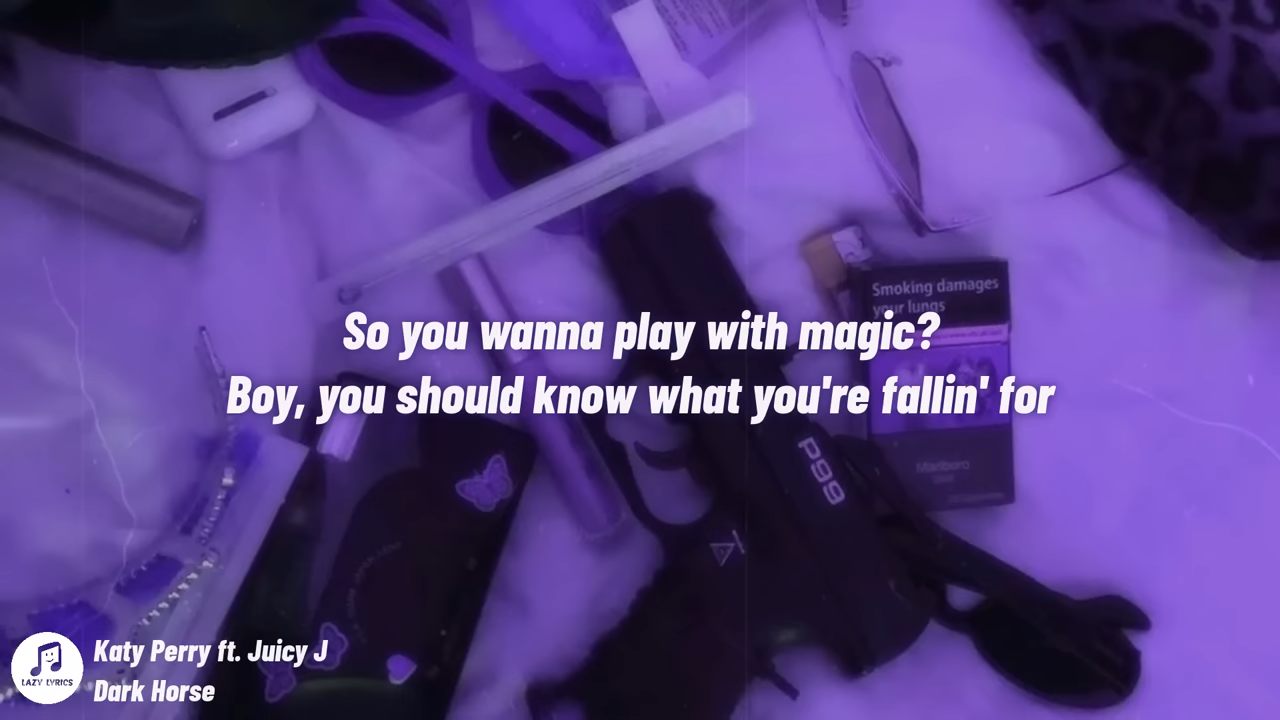 Smoking damages
your lungs
So you wanna play with magic?
Boy, you should know what you're fallin' for
Marlboro
P99
Katy Perry ft. Juicy J
LAZY LYRICS
Dark Horse